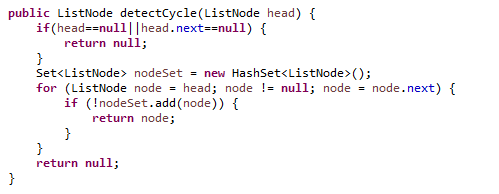 public ListNode detectCycle(ListNode head) {
    if(head==null||head.next==null) {
        return null;
    }
    Set<ListNode> nodeSet = new HashSet<ListNode>();
    for (ListNode node = head; node != null; node = node.next) {
        if (!nodeSet.add(node)) {
            return node;
        }
    }
    return null;
}